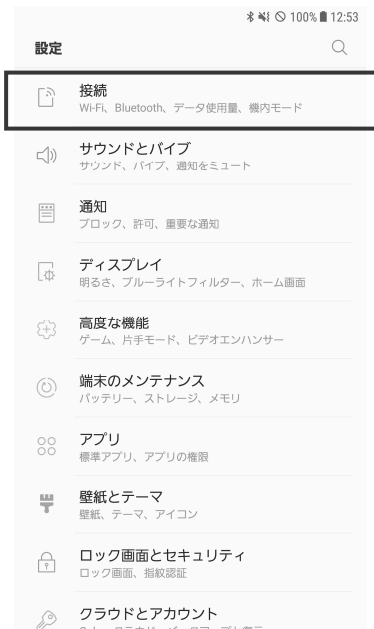 100% 12:53
設定
接続
Wi-Fi、Bluetooth、データ使用量、機内モード
サウンドとバイブ
サウンド、バイブ、通知をミュート
通知
ブロック、許可、重要な通知
ディスプレイ
明るさ、ブルーライトフィルター、ホーム画面
高度な機能
ゲーム、片手モード、ビデオエンハンサー
端末のメンテナンス
バッテリー、ストレージ、メモリ
アプリ
標準アプリ、アプリの権限
壁紙とテーマ
壁紙、テーマ、アイコン
ロック画面とセキュリティ
ロック画面、指紋認証
クラウドとアカウント